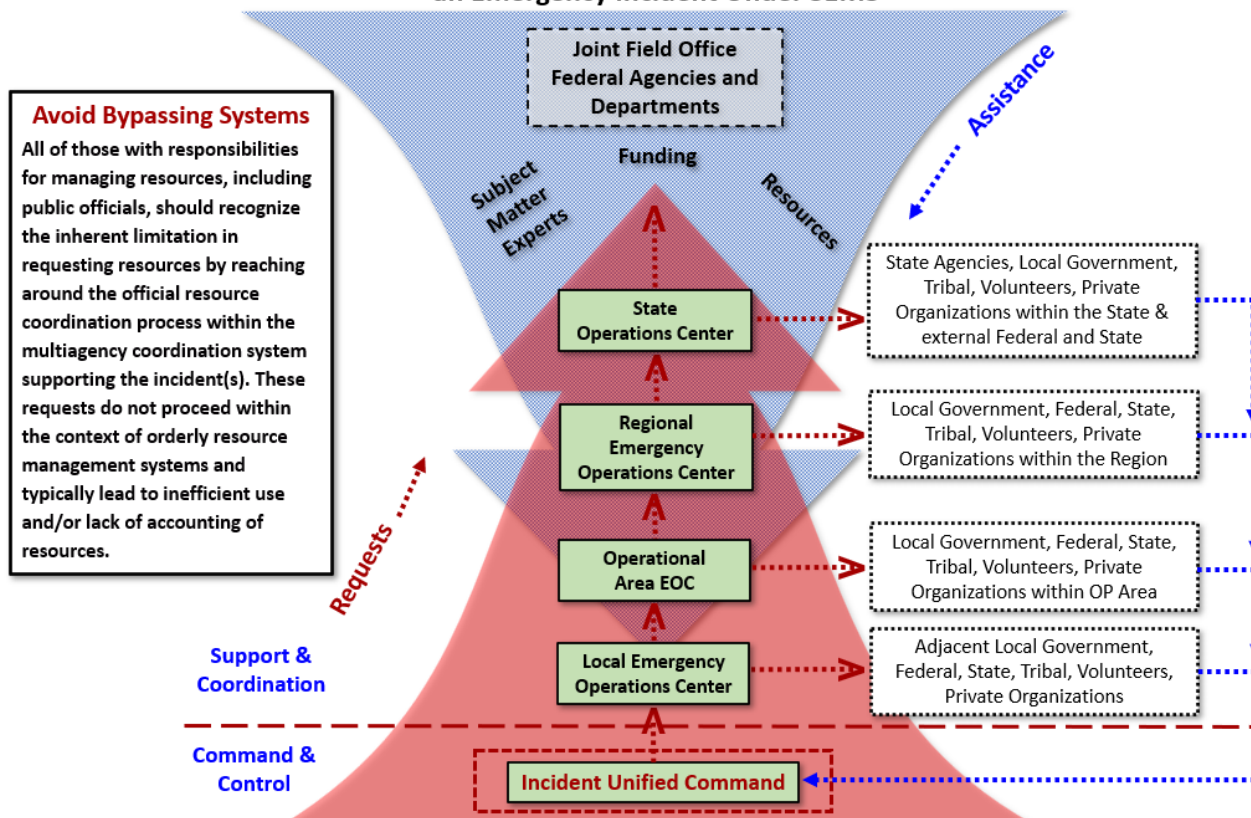 Joint Field Office
Federal Agencies and
Departments
Assistance
Avoid Bypassing Systems
All of those with responsibilities
for managing resources, including
public officials, should recognize
the inherent limitation in
requesting resources by reaching
around the official resource
coordination process within the
multiagency coordination system
supporting the incident(s). These
requests do not proceed within
the context of orderly resource
management systems and
typically lead to inefficient use
and/or lack of accounting of
resources.
Subject
Matter
Experts
Funding
Resources
State
Operations Center
State Agencies, Local Government,
Tribal, Volunteers, Private
Organizations within the State &
external Federal and State
Regional
Emergency
Operations Center
Local Government, Federal, State,
Tribal, Volunteers, Private
Organizations within the Region
Requests
Operational
Area EOC
Local Government, Federal, State,
Tribal, Volunteers, Private
Organizations within OP Area
Support &
Coordination
Local Emergency
Operations Center
Adjacent Local Government,
Federal, State, Tribal, Volunteers,
Private Organizations
Command &
Control
Incident Unified Command